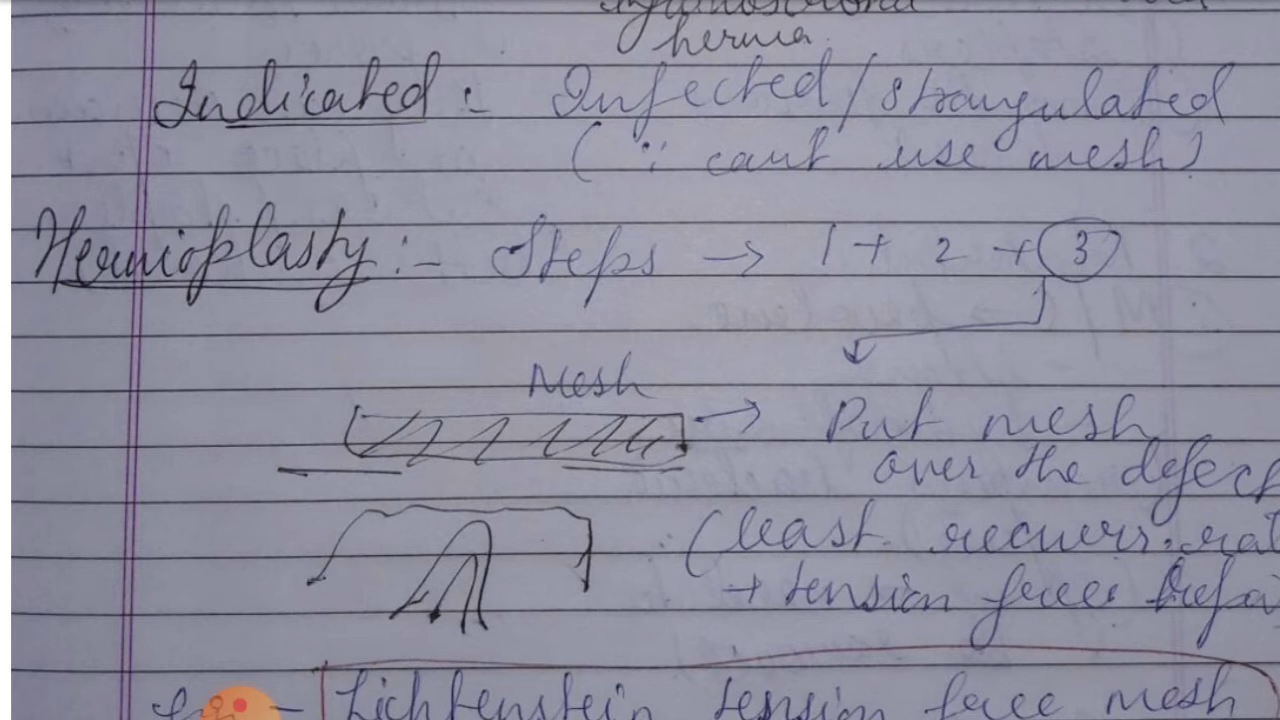 hernia.
Indicated :- Infected / Strangulated
(∵ can't use mesh)
Hernioplasty :- Steps → 1 + 2 + 3
Mesh
→ Put mesh
over the defect
(least recurr. rat
+ tension free repai
Lichtenstein tension free mesh